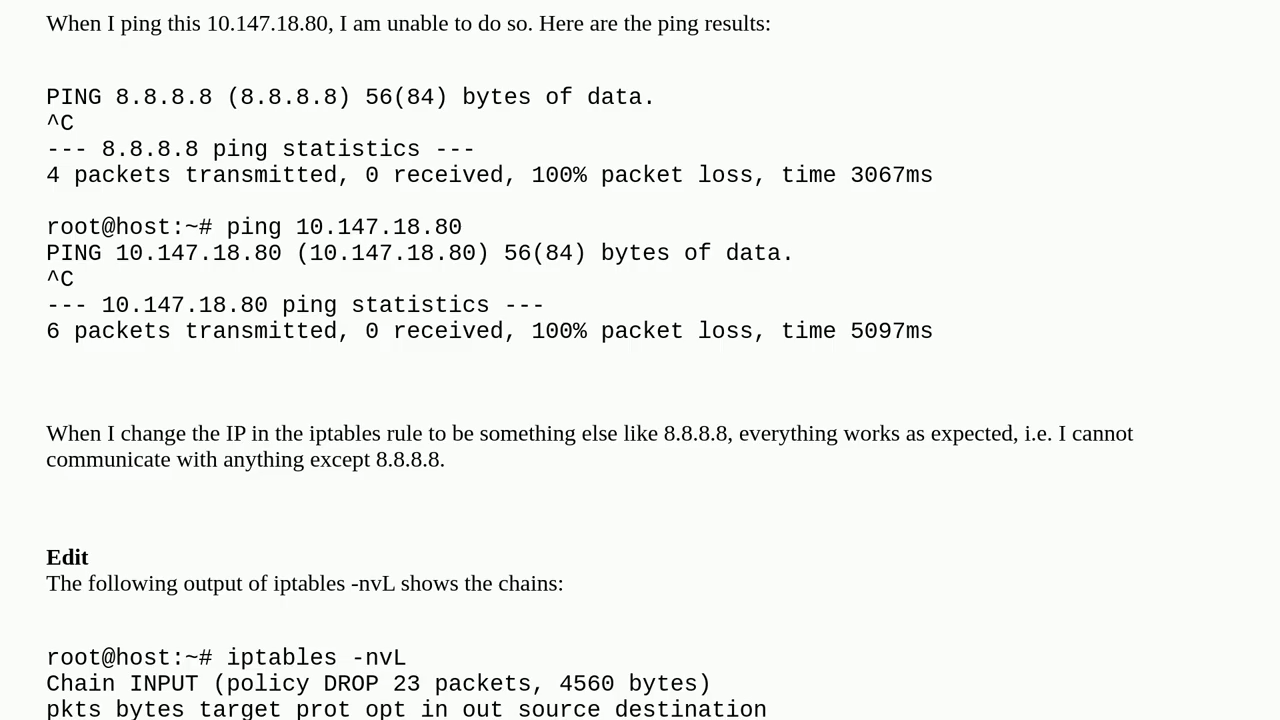 When I ping this 10.147.18.80, I am unable to do so. Here are the ping results:
PING 8.8.8.8 (8.8.8.8) 56(84) bytes of data.
^C
--- 8.8.8.8 ping statistics ---
4 packets transmitted, 0 received, 100% packet loss, time 3067ms
root@host:~# ping 10.147.18.80
PING 10.147.18.80 (10.147.18.80) 56(84) bytes of data.
^C
--- 10.147.18.80 ping statistics ---
6 packets transmitted, 0 received, 100% packet loss, time 5097ms
When I change the IP in the iptables rule to be something else like 8.8.8.8, everything works as expected, i.e. I cannot
communicate with anything except 8.8.8.8.
Edit
The following output of iptables -nvL shows the chains:
root@host:~# iptables -nvL
Chain INPUT (policy DROP 23 packets, 4560 bytes)
pkts bytes target prot opt in out source destination